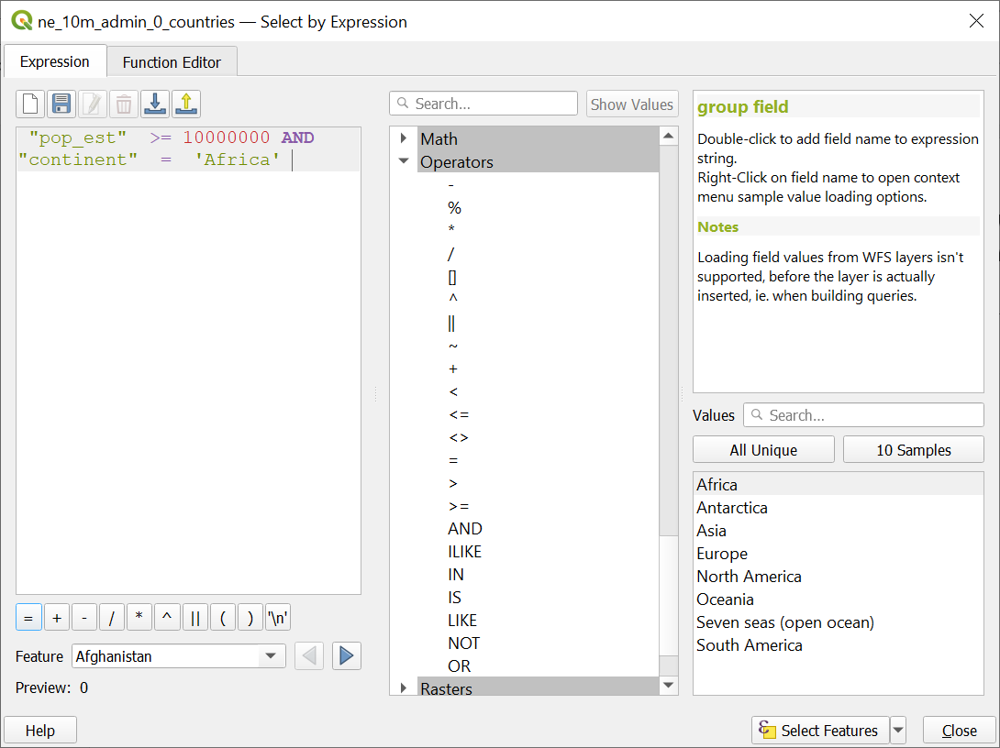 ne_10m_admin_0_countries — Select by Expression
Expression
Function Editor
"pop_est" >= 10000000 AND
"continent" = 'Africa'
= + - / * ^ || ( ) '\n'
Feature Afghanistan
Preview: 0
Search...
Show Values
Math
Operators
-
%
*
/
[]
^
||
~
+
<
<=
<>
=
>
>=
AND
ILIKE
IN
IS
LIKE
NOT
OR
Rasters
group field
Double-click to add field name to expression
string.
Right-Click on field name to open context
menu sample value loading options.
Notes
Loading field values from WFS layers isn't
supported, before the layer is actually
inserted, ie. when building queries.
Values Search...
All Unique
10 Samples
Africa
Antarctica
Asia
Europe
North America
Oceania
Seven seas (open ocean)
South America
Help
Select Features
Close